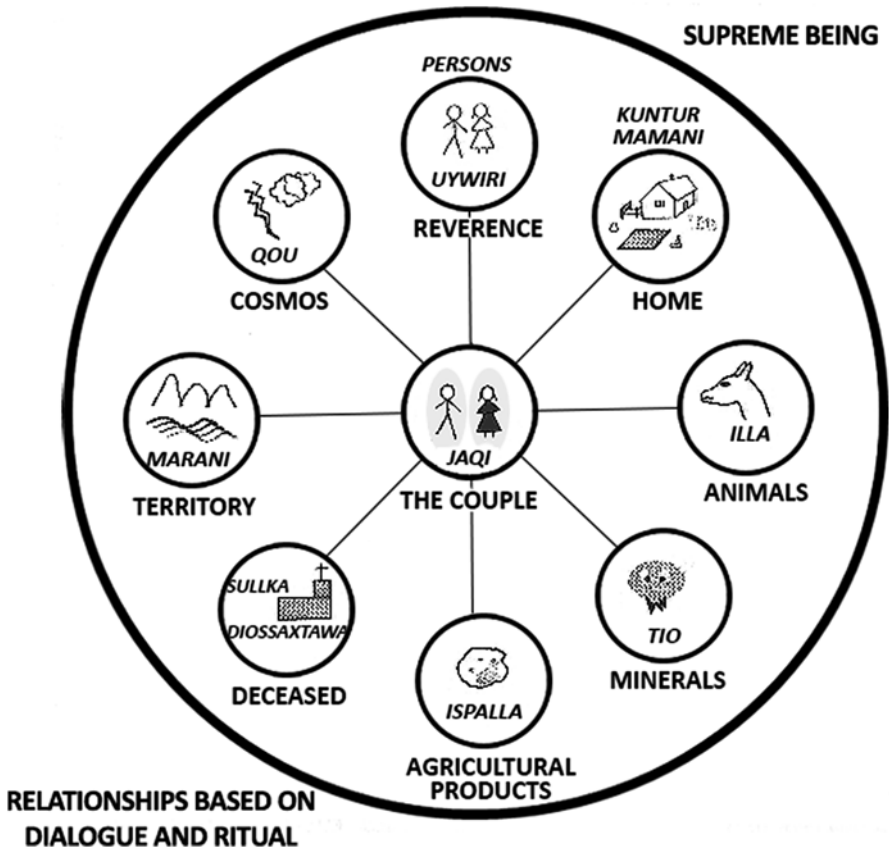 SUPREME BEING
PERSONS
UYWIRI
REVERENCE
KUNTUR
MAMANI
HOME
QOU
COSMOS
ILLA
ANIMALS
MARANI
TERRITORY
JAQI
THE COUPLE
SULLKA
DIOSSAXTAWA
DECEASED
TIO
MINERALS
ISPALLA
AGRICULTURAL
PRODUCTS
RELATIONSHIPS BASED ON
DIALOGUE AND RITUAL